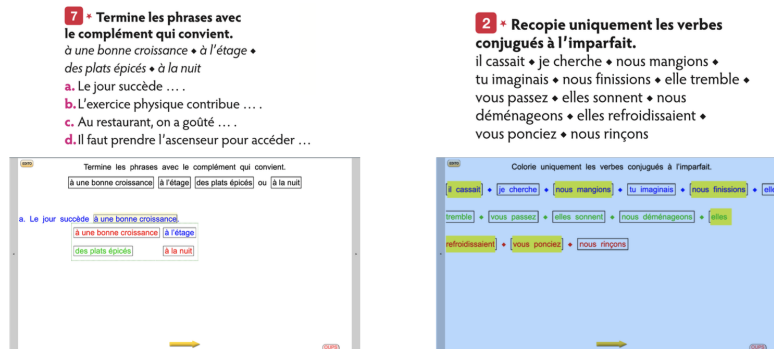 7 * Termine les phrases avec
le complément qui convient.
à une bonne croissance ◆ à l'étage ◆
des plats épicés ◆ à la nuit
a. Le jour succède ... .
b. L'exercice physique contribue ... .
c. Au restaurant, on a goûté ... .
d. Il faut prendre l'ascenseur pour accéder ...
Termine les phrases avec le complément qui convient.
à une bonne croissance à l'étage des plats épicés ou à la nuit
a. Le jour succède à une bonne croissance.
à une bonne croissance à l'étage
des plats épicés à la nuit
2 * Recopie uniquement les verbes
conjugués à l'imparfait.
il cassait ◆ je cherche ◆ nous mangions ◆
tu imaginais ◆ nous finissions ◆ elle tremble ◆
vous passez ◆ elles sonnent ◆ nous
déménageons ◆ elles refroidissaient ◆
vous ponciez ◆ nous rinçons
Colorie uniquement les verbes conjugués à l'imparfait.
il cassait ◆ je cherche ◆ nous mangions ◆ tu imaginais ◆ nous finissions ◆ elle
tremble ◆ vous passez ◆ elles sonnent ◆ nous déménageons ◆ elles
refroidissaient ◆ vous ponciez ◆ nous rinçons